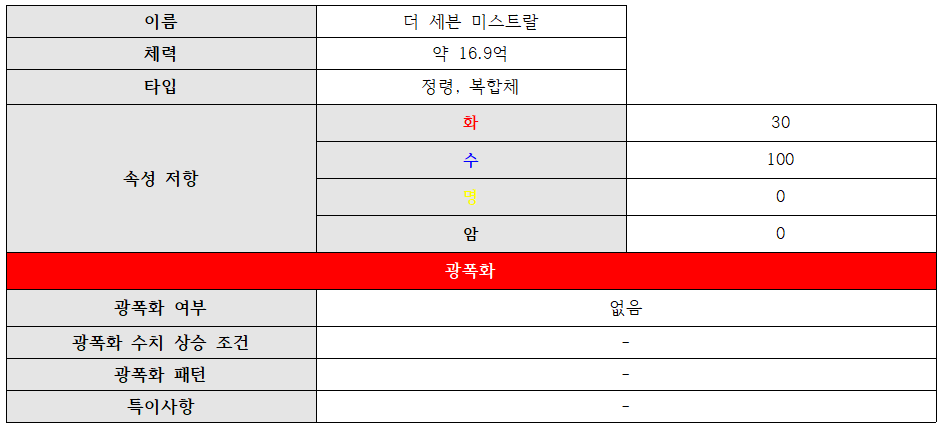 이름 더 세븐 미스트랄
체력 약 16.9억
타입 정령, 복합체
속성 저항
화 30
수 100
명 0
암 0
광폭화
광폭화 여부 없음
광폭화 수치 상승 조건 -
광폭화 패턴 -
특이사항 -